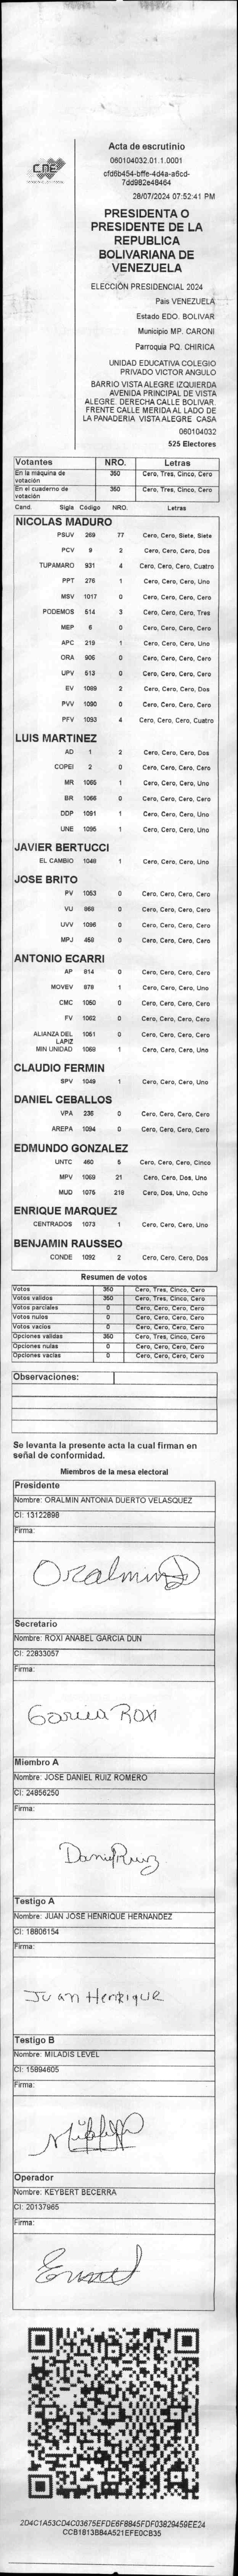 CNE
Acta de escrutinio
060104032.01.1.0001
cfd6b454-bffe-4d4a-a6cd-
7dd982e48464
28/07/2024 07:52:41 PM
PRESIDENTA O
PRESIDENTE DE LA
REPUBLICA
BOLIVARIANA DE
VENEZUELA
ELECCIÓN PRESIDENCIAL 2024
Pais VENEZUELA
Estado EDO. BOLIVAR
Municipio MP. CARONI
Parroquia PQ. CHIRICA
UNIDAD EDUCATIVA COLEGIO
PRIVADO VICTOR ANGULO
BARRIO VISTA ALEGRE IZQUIERDA
AVENIDA PRINCIPAL DE VISTA
ALEGRE. DERECHA CALLE BOLIVAR.
FRENTE CALLE MERIDA AL LADO DE
LA PANADERIA VISTA ALEGRE CASA
060104032
525 Electores
Votantes NRO. Letras
En la máquina de votación 350 Cero, Tres, Cinco, Cero
En el cuaderno de votación 350 Cero, Tres, Cinco, Cero
Cand. Sigla Código NRO. Letras
NICOLAS MADURO
PSUV 269 77 Cero, Cero, Siete, Siete
PCV 9 2 Cero, Cero, Cero, Dos
TUPAMARO 931 4 Cero, Cero, Cero, Cuatro
PPT 276 1 Cero, Cero, Cero, Uno
MSV 1017 0 Cero, Cero, Cero, Cero
PODEMOS 514 3 Cero, Cero, Cero, Tres
MEP 6 0 Cero, Cero, Cero, Cero
APC 219 1 Cero, Cero, Cero, Uno
ORA 906 0 Cero, Cero, Cero, Cero
UPV 513 0 Cero, Cero, Cero, Cero
EV 1089 2 Cero, Cero, Cero, Dos
PVV 1090 0 Cero, Cero, Cero, Cero
PFV 1093 4 Cero, Cero, Cero, Cuatro
LUIS MARTINEZ
AD 1 2 Cero, Cero, Cero, Dos
COPEI 2 0 Cero, Cero, Cero, Cero
MR 1065 1 Cero, Cero, Cero, Uno
BR 1066 0 Cero, Cero, Cero, Cero
DDP 1091 1 Cero, Cero, Cero, Uno
UNE 1095 1 Cero, Cero, Cero, Uno
JAVIER BERTUCCI
EL CAMBIO 1048 1 Cero, Cero, Cero, Uno
JOSE BRITO
PV 1053 0 Cero, Cero, Cero, Cero
VU 868 0 Cero, Cero, Cero, Cero
UVV 1096 0 Cero, Cero, Cero, Cero
MPJ 458 0 Cero, Cero, Cero, Cero
ANTONIO ECARRI
AP 814 0 Cero, Cero, Cero, Cero
MOVEV 878 1 Cero, Cero, Cero, Uno
CMC 1050 0 Cero, Cero, Cero, Cero
FV 1062 0 Cero, Cero, Cero, Cero
ALIANZA DEL LAPIZ 1051 0 Cero, Cero, Cero, Cero
MIN UNIDAD 1068 1 Cero, Cero, Cero, Uno
CLAUDIO FERMIN
SPV 1049 1 Cero, Cero, Cero, Uno
DANIEL CEBALLOS
VPA 236 0 Cero, Cero, Cero, Cero
AREPA 1094 0 Cero, Cero, Cero, Cero
EDMUNDO GONZALEZ
UNTC 460 5 Cero, Cero, Cero, Cinco
MPV 1069 21 Cero, Cero, Dos, Uno
MUD 1075 218 Cero, Dos, Uno, Ocho
ENRIQUE MARQUEZ
CENTRADOS 1073 1 Cero, Cero, Cero, Uno
BENJAMIN RAUSSEO
CONDE 1092 2 Cero, Cero, Cero, Dos
Resumen de votos
Votos 350 Cero, Tres, Cinco, Cero
Votos validos 350 Cero, Tres, Cinco, Cero
Votos parciales 0 Cero, Cero, Cero, Cero
Votos nulos 0 Cero, Cero, Cero, Cero
Votos vacios 0 Cero, Cero, Cero, Cero
Opciones validas 350 Cero, Tres, Cinco, Cero
Opciones nulas 0 Cero, Cero, Cero, Cero
Opciones vacias 0 Cero, Cero, Cero, Cero
Observaciones:
Se levanta la presente acta la cual firman en
señal de conformidad.
Miembros de la mesa electoral
Presidente
Nombre: ORALMIN ANTONIA DUERTO VELASQUEZ
CI: 13122698
Firma:
Oralmin D
Secretario
Nombre: ROXI ANABEL GARCIA DUN
CI: 22833057
Firma:
Garcia Roxi
Miembro A
Nombre: JOSE DANIEL RUIZ ROMERO
CI: 24856250
Firma:
Daniel Ruiz
Testigo A
Nombre: JUAN JOSE HENRIQUE HERNANDEZ
CI: 18806154
Firma:
Juan Henrique
Testigo B
Nombre: MILADIS LEVEL
CI: 15894605
Firma:
Operador
Nombre: KEYBERT BECERRA
CI: 20137965
Firma:
2D4C1A53CD4C03675EFDE6F8845FDF03829459EE24
CCB1813B84A521EFE0CB35